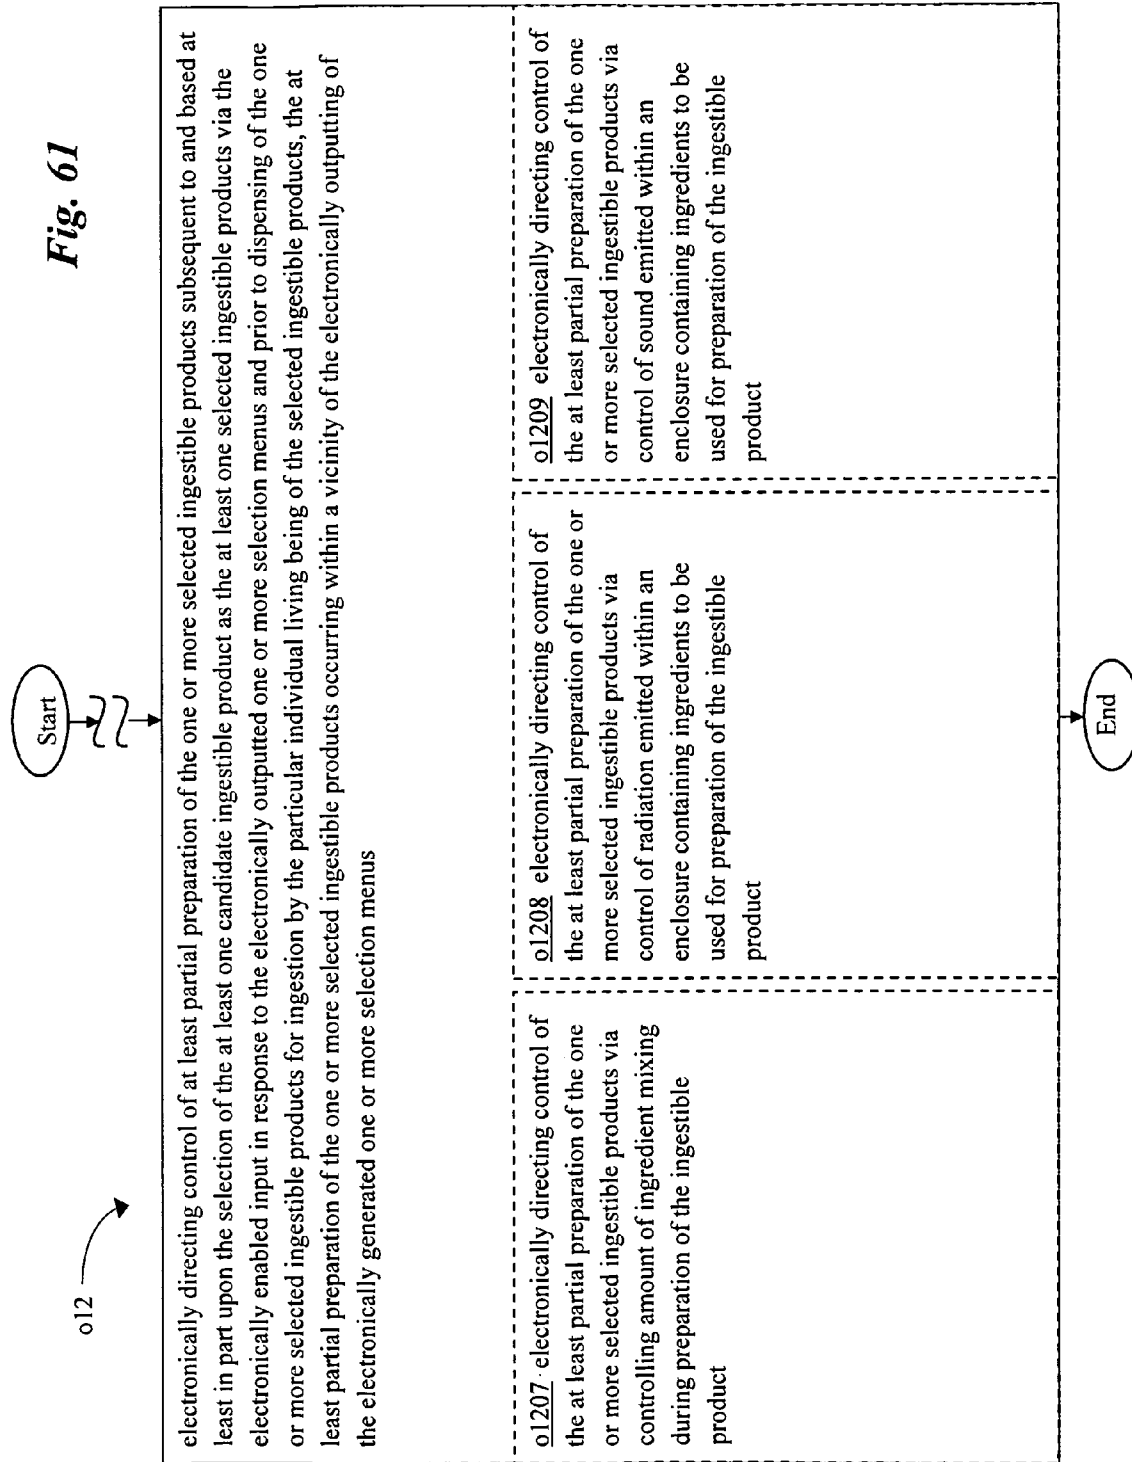 Fig. 61
o12
Start
electronically directing control of at least partial preparation of the one or more selected ingestible products subsequent to and based at
least in part upon the selection of the at least one candidate ingestible product as the at least one selected ingestible products via the
electronically enabled input in response to the electronically outputted one or more selection menus and prior to dispensing of the one
or more selected ingestible products for ingestion by the particular individual living being of the selected ingestible products, the at
least partial preparation of the one or more selected ingestible products occurring within a vicinity of the electronically outputting of
the electronically generated one or more selection menus
o1207 electronically directing control of
the at least partial preparation of the one
or more selected ingestible products via
controlling amount of ingredient mixing
during preparation of the ingestible
product
o1208 electronically directing control of
the at least partial preparation of the one or
more selected ingestible products via
control of radiation emitted within an
enclosure containing ingredients to be
used for preparation of the ingestible
product
o1209 electronically directing control of
the at least partial preparation of the one
or more selected ingestible products via
control of sound emitted within an
enclosure containing ingredients to be
used for preparation of the ingestible
product
End